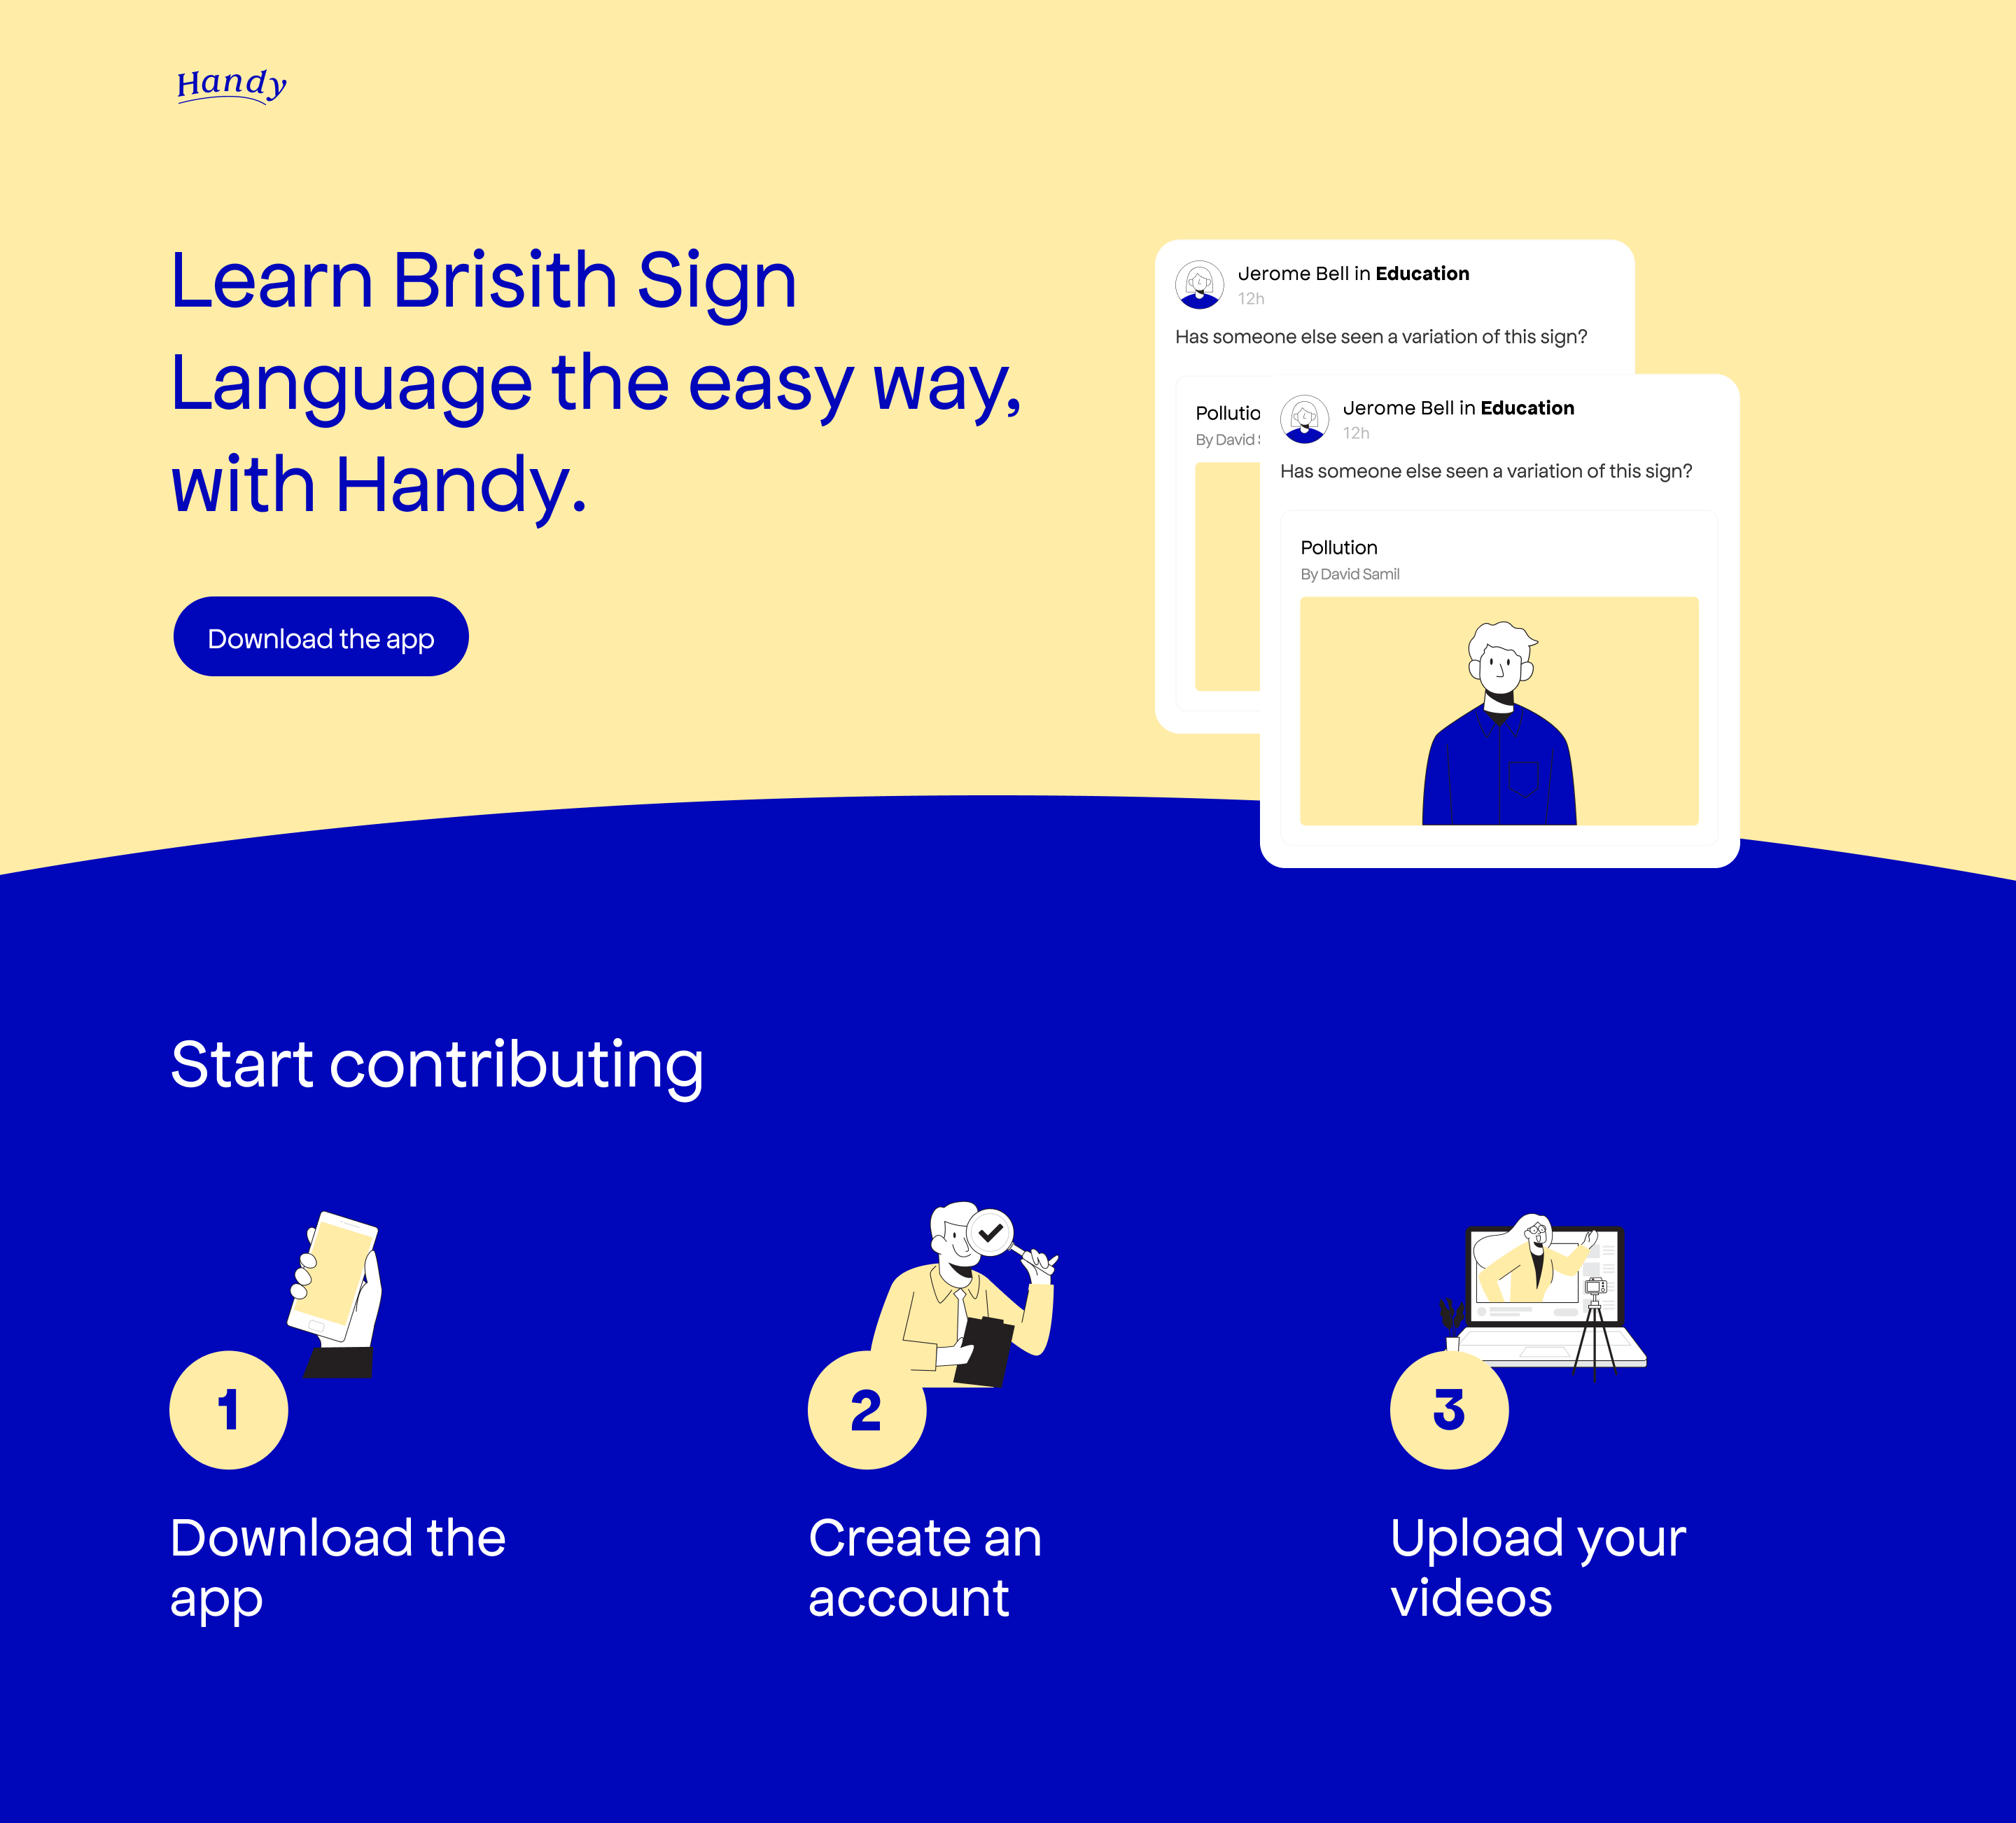 Handy
Learn Brisith Sign
Language the easy way,
with Handy.
Download the app
Jerome Bell in Education
12h
Has someone else seen a variation of this sign?
By David
Jerome Bell in Education
12h
Has someone else seen a variation of this sign?
Pollution
By David Samil
Start contributing
1
Download the
app
2
Create an
account
3
Upload your
videos